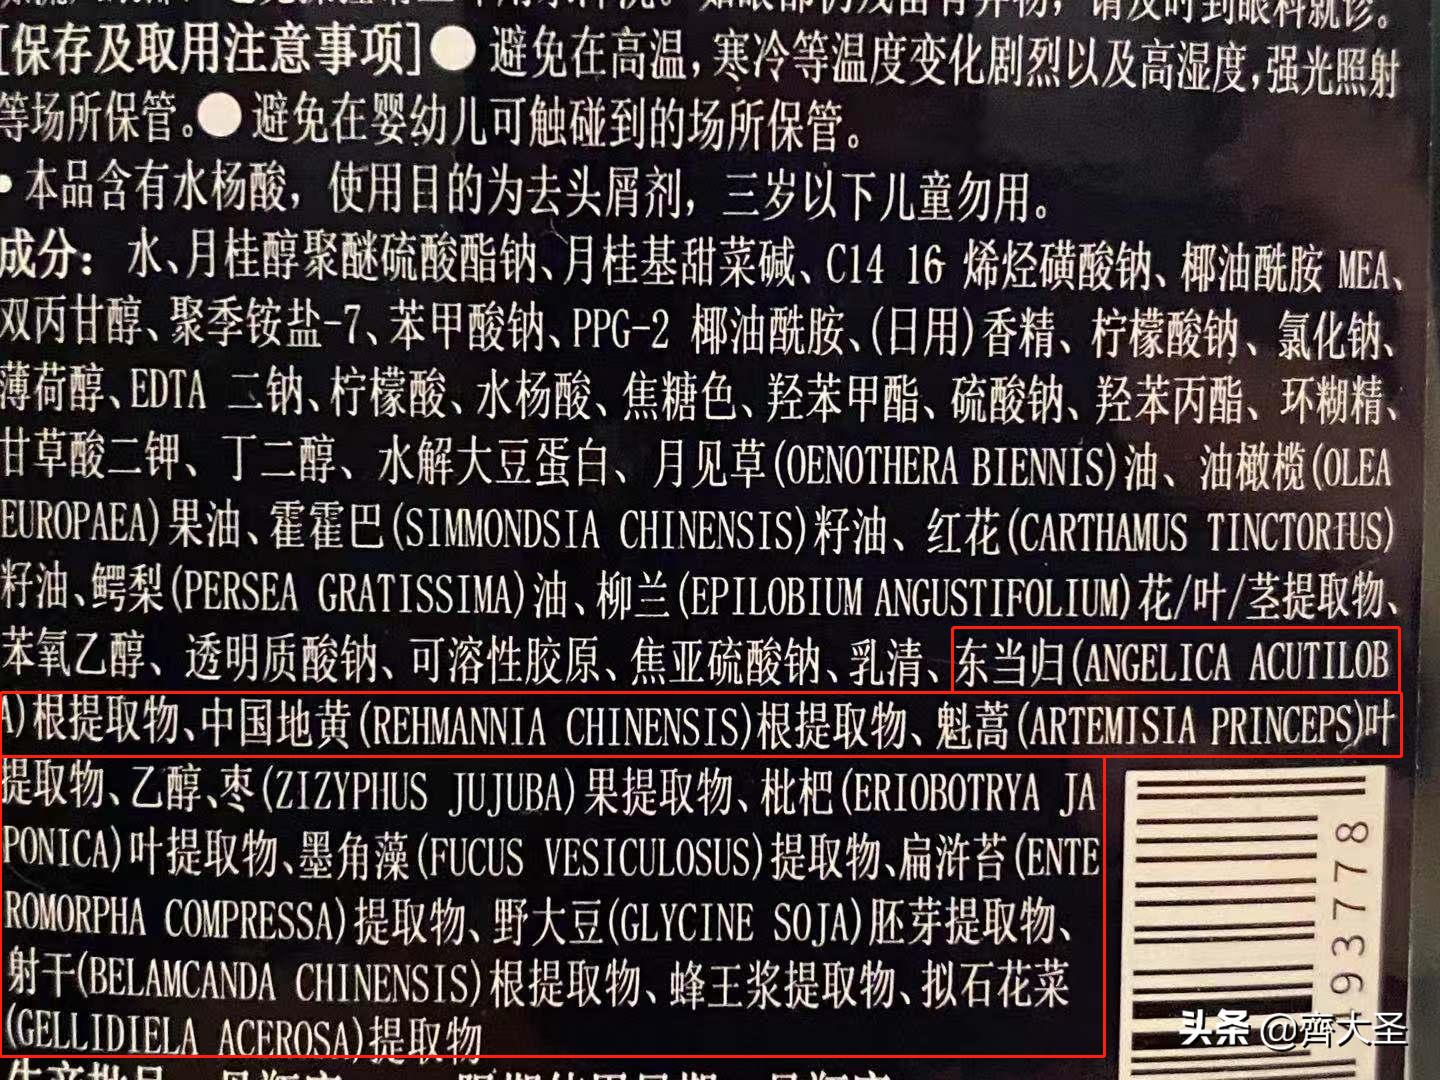 如眼部仍残留有异物，请及时到眼科就诊。
[保存及取用注意事项]●避免在高温，寒冷等温度变化剧烈以及高湿度，强光照射
等场所保管。●避免在婴幼儿可触碰到的场所保管。
•本品含有水杨酸，使用目的为去头屑剂，三岁以下儿童勿用。
成分：水、月桂醇聚醚硫酸酯钠、月桂基甜菜碱、C14 16 烯烃磺酸钠、椰油酰胺 MEA、
双丙甘醇、聚季铵盐-7、苯甲酸钠、PPG-2 椰油酰胺、(日用)香精、柠檬酸钠、氯化钠、
薄荷醇、EDTA 二钠、柠檬酸、水杨酸、焦糖色、羟苯甲酯、硫酸钠、羟苯丙酯、环糊精、
甘草酸二钾、丁二醇、水解大豆蛋白、月见草(OENOTHERA BIENNIS)油、油橄榄(OLEA
EUROPAEA)果油、霍霍巴(SIMMONDSIA CHINENSIS)籽油、红花(CARTHAMUS TINCTORIUS)
籽油、鳄梨(PERSEA GRATISSIMA)油、柳兰(EPILOBIUM ANGUSTIFOLIUM)花/叶/茎提取物、
苯氧乙醇、透明质酸钠、可溶性胶原、焦亚硫酸钠、乳清、东当归(ANGELICA ACUTILOB
A)根提取物、中国地黄(REHMANNIA CHINENSIS)根提取物、魁蒿(ARTEMISIA PRINCEPS)叶
提取物、乙醇、枣(ZIZYPHUS JUJUBA)果提取物、枇杷(ERIOBOTRYA JA
PONICA)叶提取物、墨角藻(FUCUS VESICULOSUS)提取物、扁浒苔(ENTE
ROMORPHA COMPRESSA)提取物、野大豆(GLYCINE SOJA)胚芽提取物、
射干(BELAMCANDA CHINENSIS)根提取物、蜂王浆提取物、拟石花菜
(GELLIDIELA ACEROSA)提取物
93778
头条 @齊大圣